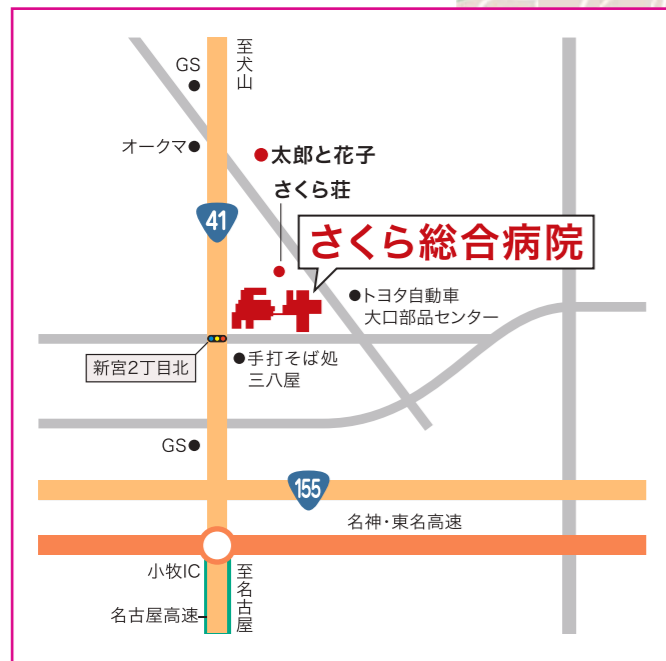 至犬山
GS
オークマ
太郎と花子
さくら荘
41
さくら総合病院
トヨタ自動車
大口部品センター
新宮2丁目北
手打そば処
三八屋
GS
155
名神・東名高速
小牧IC
至名古屋
名古屋高速